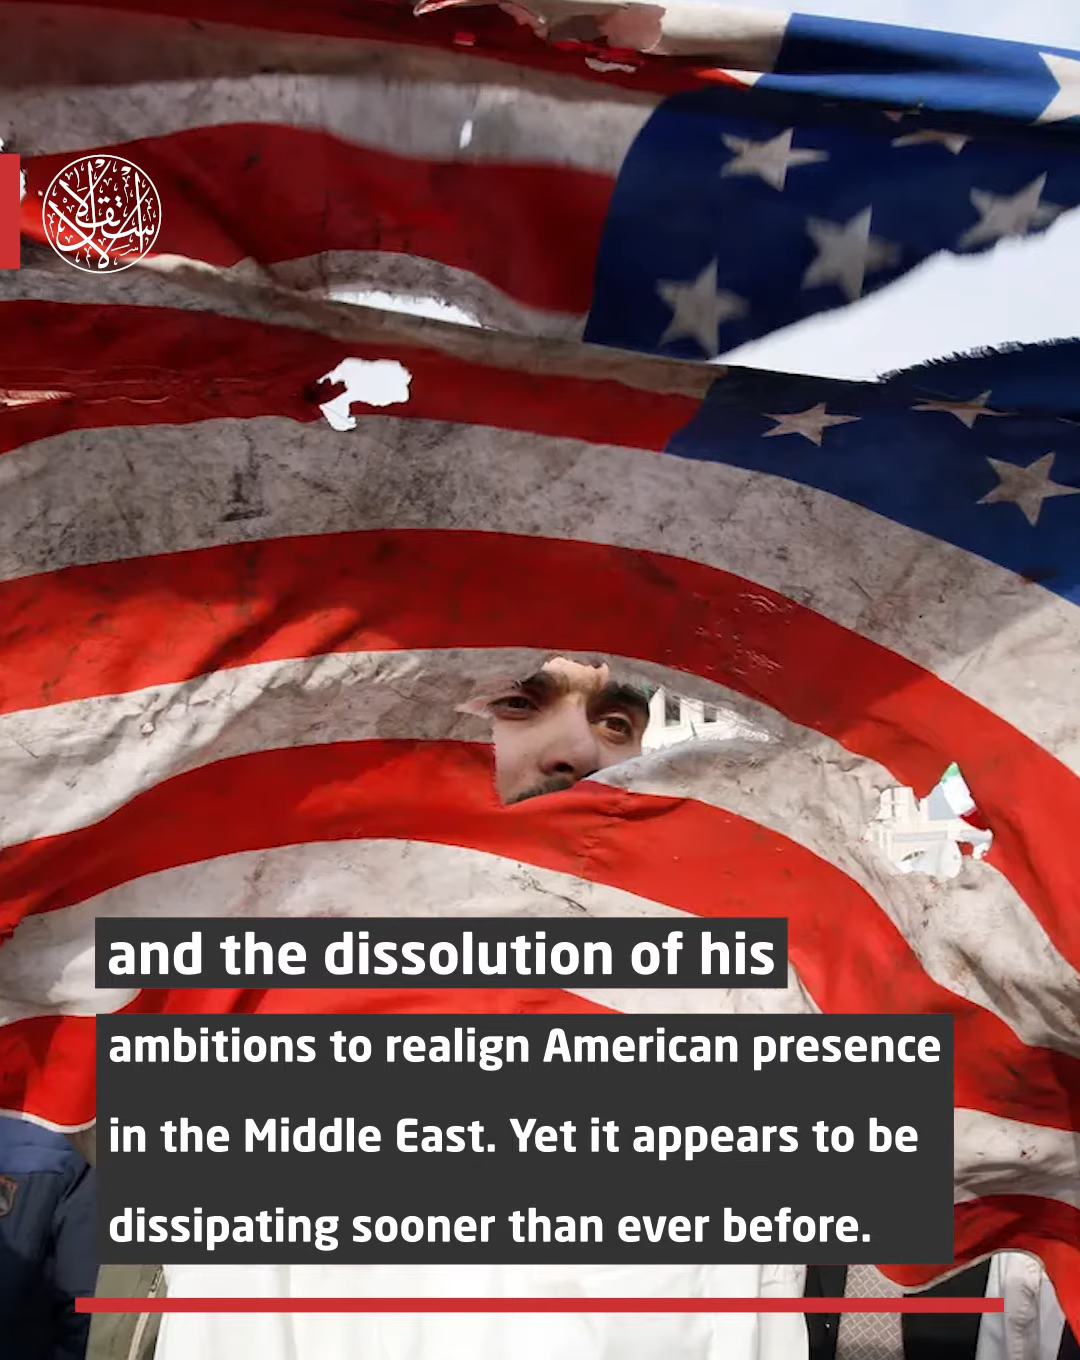 الاستقلال
and the dissolution of his
ambitions to realign American presence
in the Middle East. Yet it appears to be
dissipating sooner than ever before.